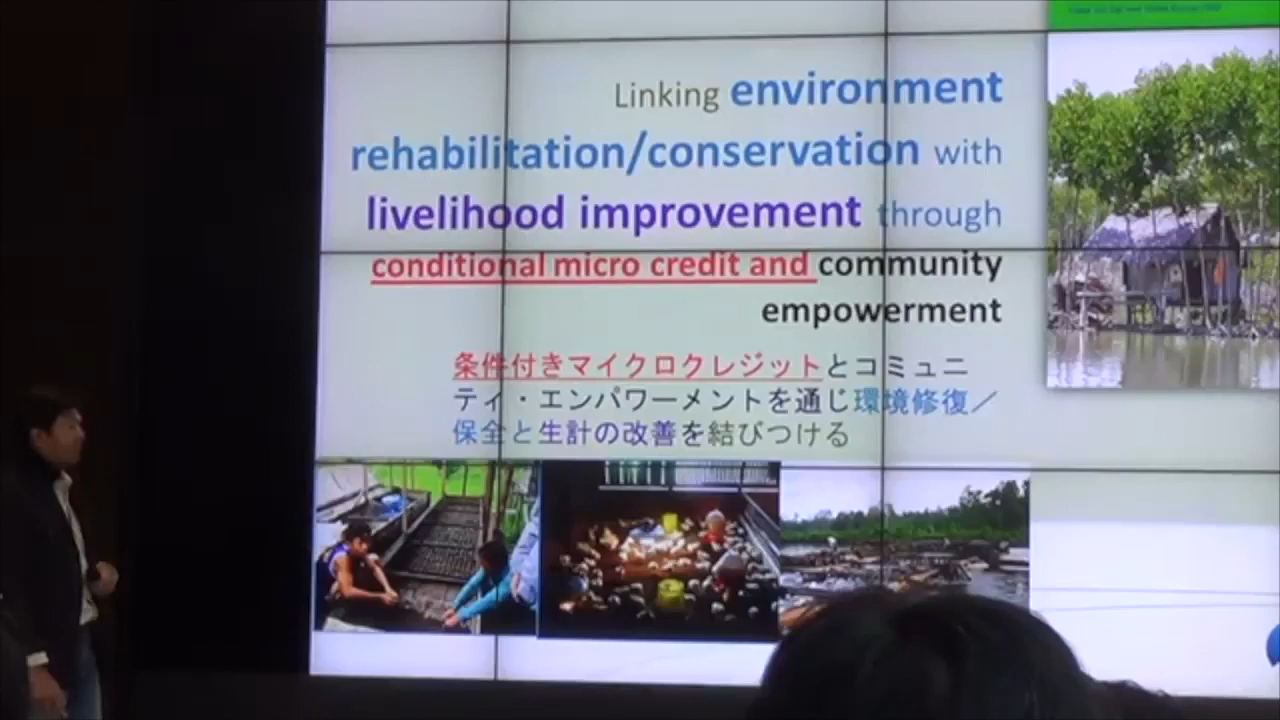 Linking environment
rehabilitation/conservation with
livelihood improvement through
conditional micro credit and community
empowerment
条件付きマイクロクレジットとコミュニ
ティ・エンパワーメントを通じ環境修復／
保全と生計の改善を結びつける